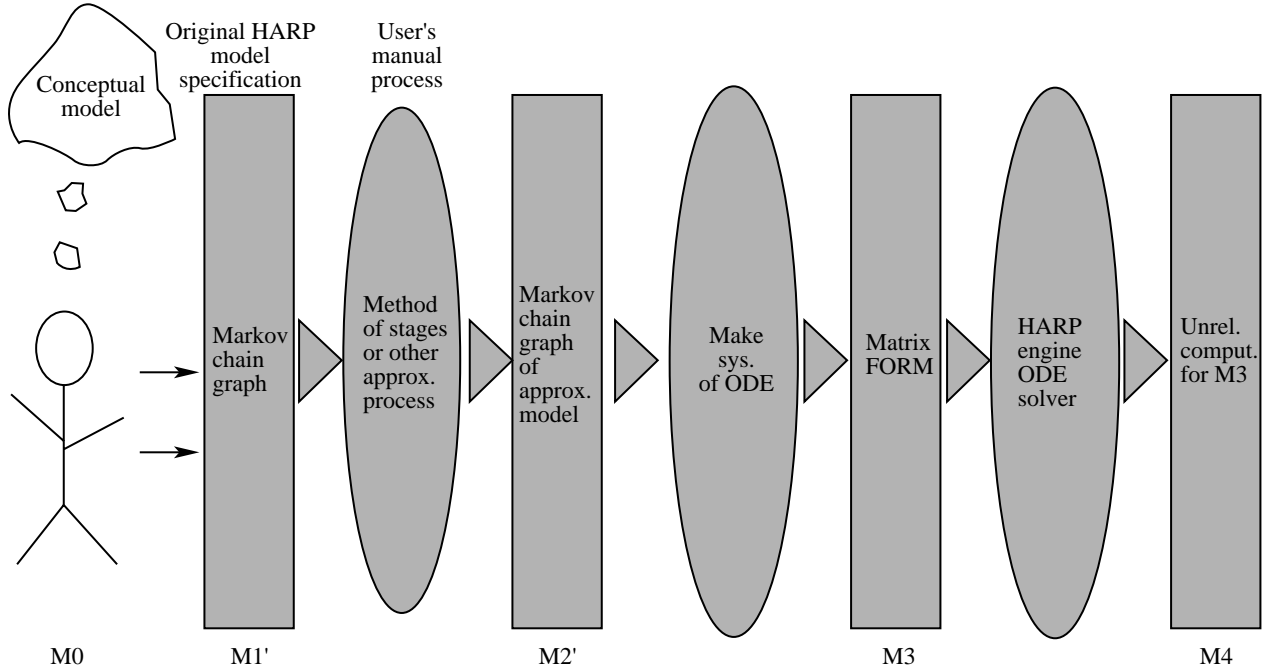 Conceptual
model
Original HARP
model
specification
User's
manual
process
Markov
chain
graph
Method
of stages
or other
approx.
process
Markov
chain
graph
of
approx.
model
Make
sys.
of ODE
Matrix
FORM
HARP
engine
ODE
solver
Unrel.
comput.
for M3
M0
M1'
M2'
M3
M4